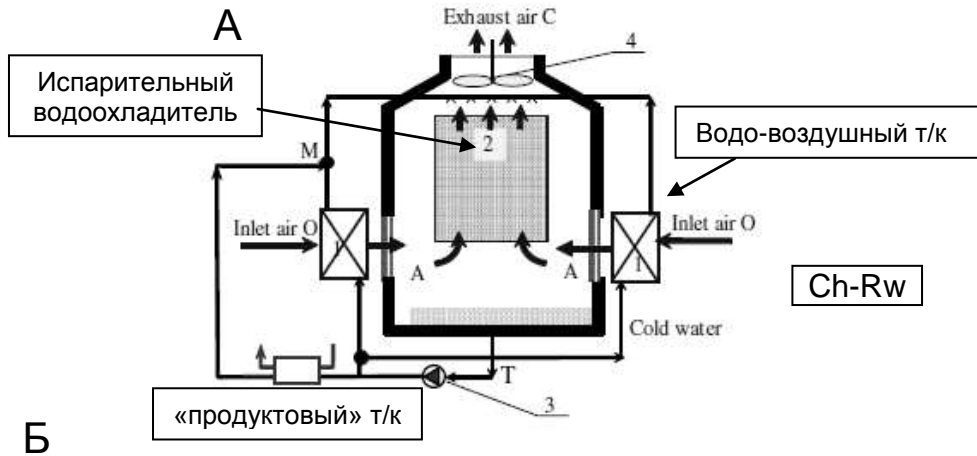 А
Exhaust air C
4
Испарительный
водоохладитель
2
Водо-воздушный т/к
M
Inlet air O
Inlet air O
1
1
A
A
Ch-Rw
Cold water
T
3
«продуктовый» т/к
Б